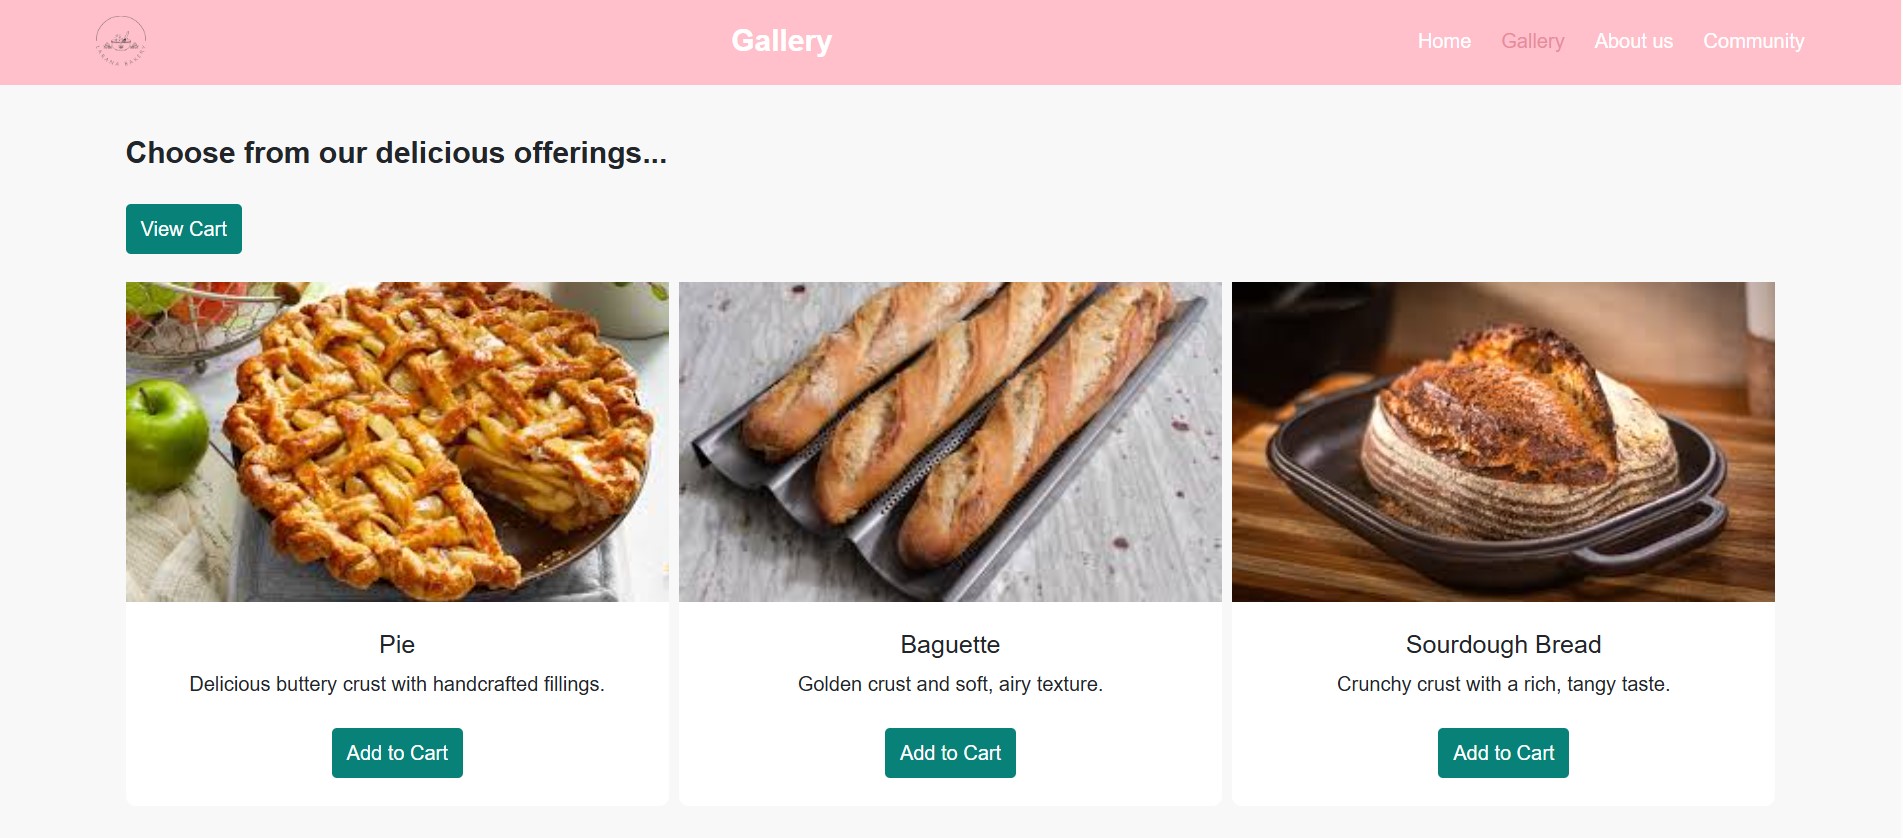 Gallery
Home Gallery About us Community
Choose from our delicious offerings...
View Cart
Pie
Delicious buttery crust with handcrafted fillings.
Add to Cart
Baguette
Golden crust and soft, airy texture.
Add to Cart
Sourdough Bread
Crunchy crust with a rich, tangy taste.
Add to Cart